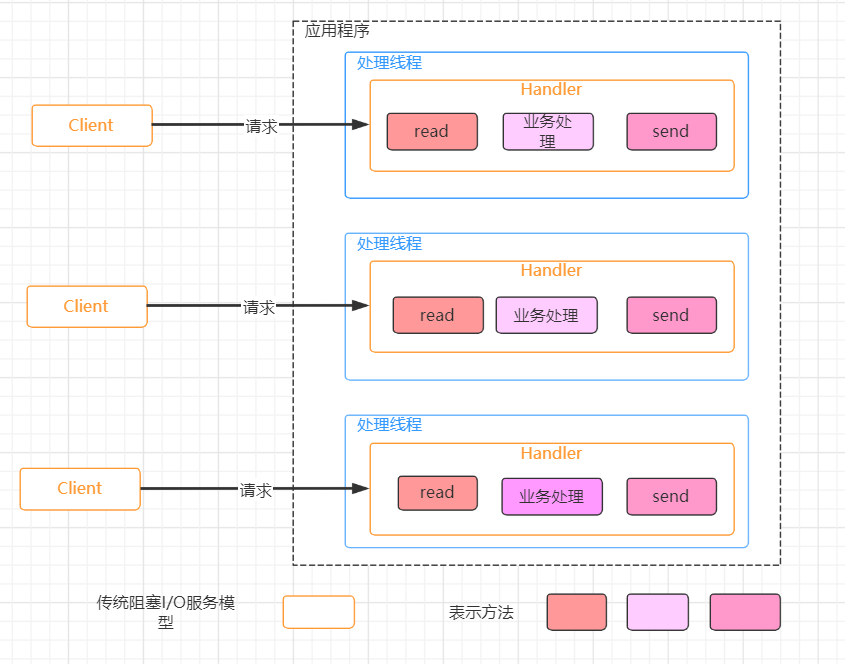 应用程序
处理线程
Handler
Client
请求
read
业务处
理
send
处理线程
Handler
Client
请求
read
业务处理
send
处理线程
Handler
Client
请求
read
业务处理
send
传统阻塞I/O服务模
型
表示方法